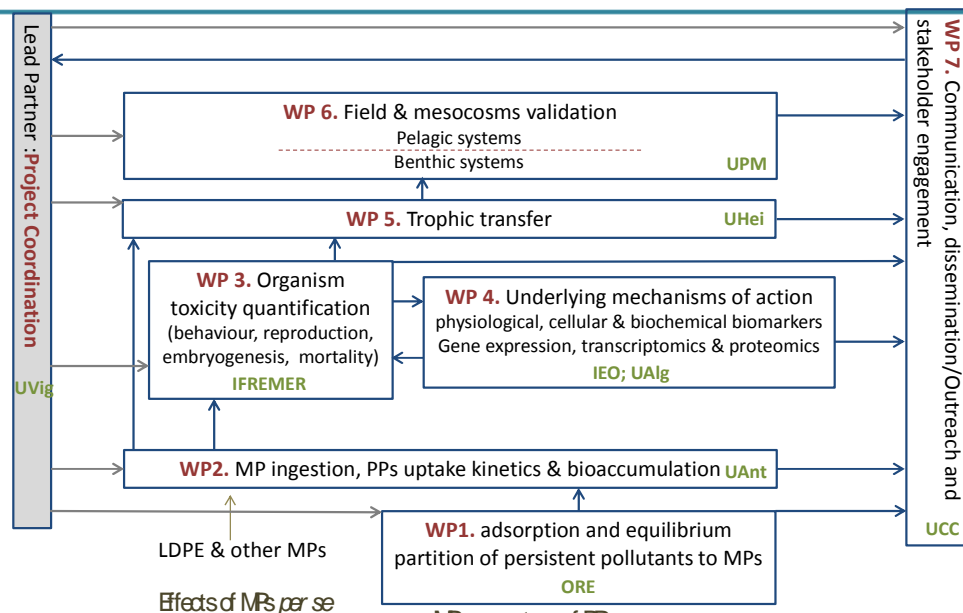 Lead Partner :Project Coordination
UVig
WP 6. Field & mesocosms validation
Pelagic systems
Benthic systems
UPM
WP 5. Trophic transfer
UHei
WP 3. Organism
toxicity quantification
(behaviour, reproduction,
embryogenesis, mortality)
IFREMER
WP 4. Underlying mechanisms of action
physiological, cellular & biochemical biomarkers
Gene expression, transcriptomics & proteomics
IEO; UAlg
WP2. MP ingestion, PPs uptake kinetics & bioaccumulation
UAnt
LDPE & other MPs
WP1. adsorption and equilibrium
partition of persistent pollutants to MPs
ORE
Effects of MPs per se
WP 7. Communication, dissemination/Outreach and
stakeholder engagement
UCC